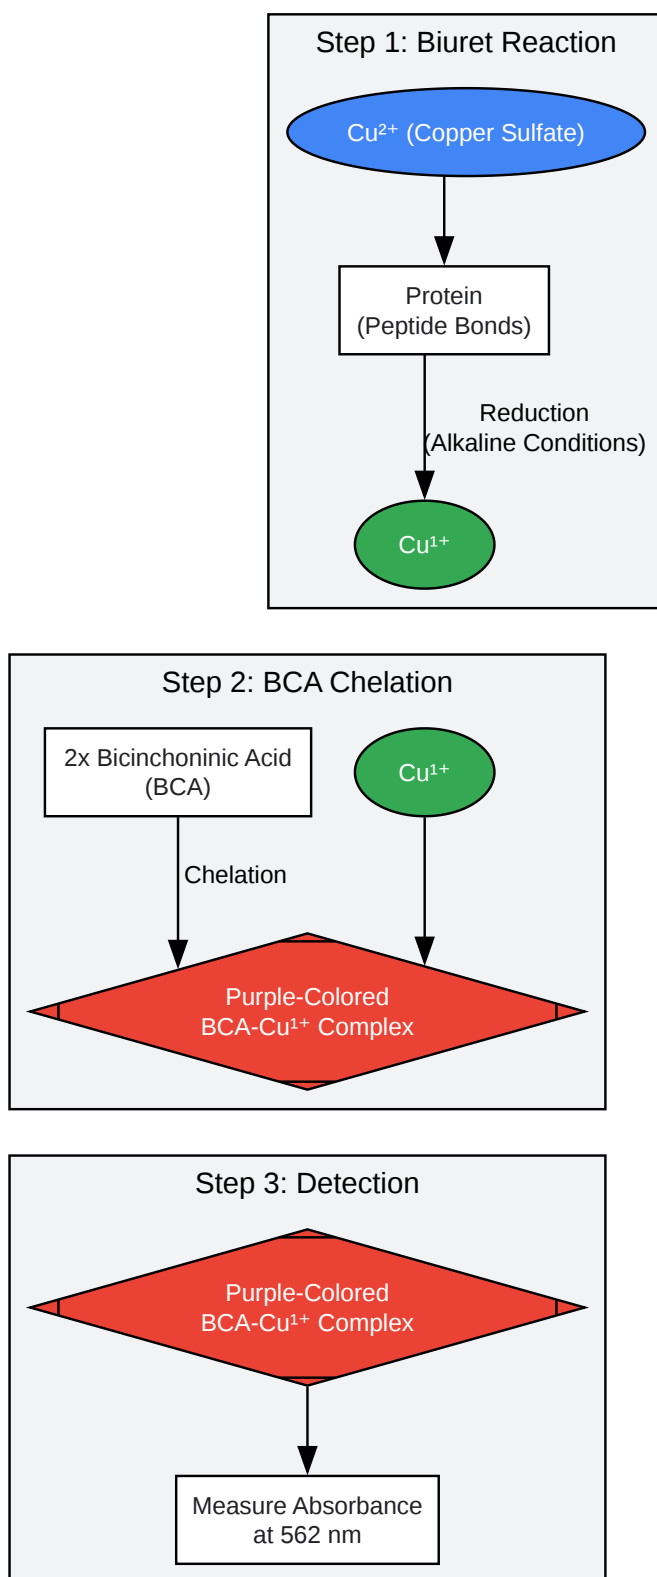 Step 1: Biuret Reaction
Cu²⁺ (Copper Sulfate)
Protein
(Peptide Bonds)
Reduction
(Alkaline Conditions)
Cu¹⁺
Step 2: BCA Chelation
2x Bicinchoninic Acid
(BCA)
Cu¹⁺
Chelation
Purple-Colored
BCA-Cu¹⁺ Complex
Step 3: Detection
Purple-Colored
BCA-Cu¹⁺ Complex
Measure Absorbance
at 562 nm